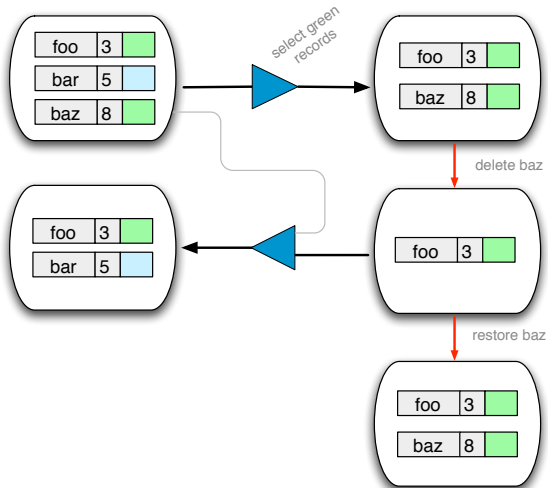 foo 3
bar 5
baz 8
select green
records
foo 3
baz 8
delete baz
foo 3
bar 5
foo 3
restore baz
foo 3
baz 8